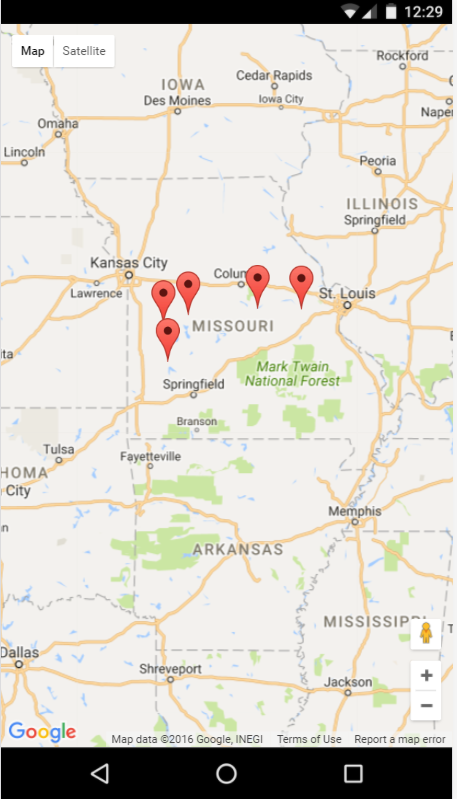 12:29
Map Satellite
Rockford
IOWA
Cedar Rapids
Des Moines
Iowa City
Naper
Omaha
Lincoln
Peoria
ILLINOIS
Springfield
Kansas City
Colum
Lawrence
St. Louis
MISSOURI
ita
Mark Twain
National Forest
Springfield
Branson
Tulsa
Fayetteville
HOMA
City
n
Memphis
ARKANSAS
MISSISSIPPI
Dallas
Shreveport
Jackson
Google
Map data ©2016 Google, INEGI Terms of Use Report a map error